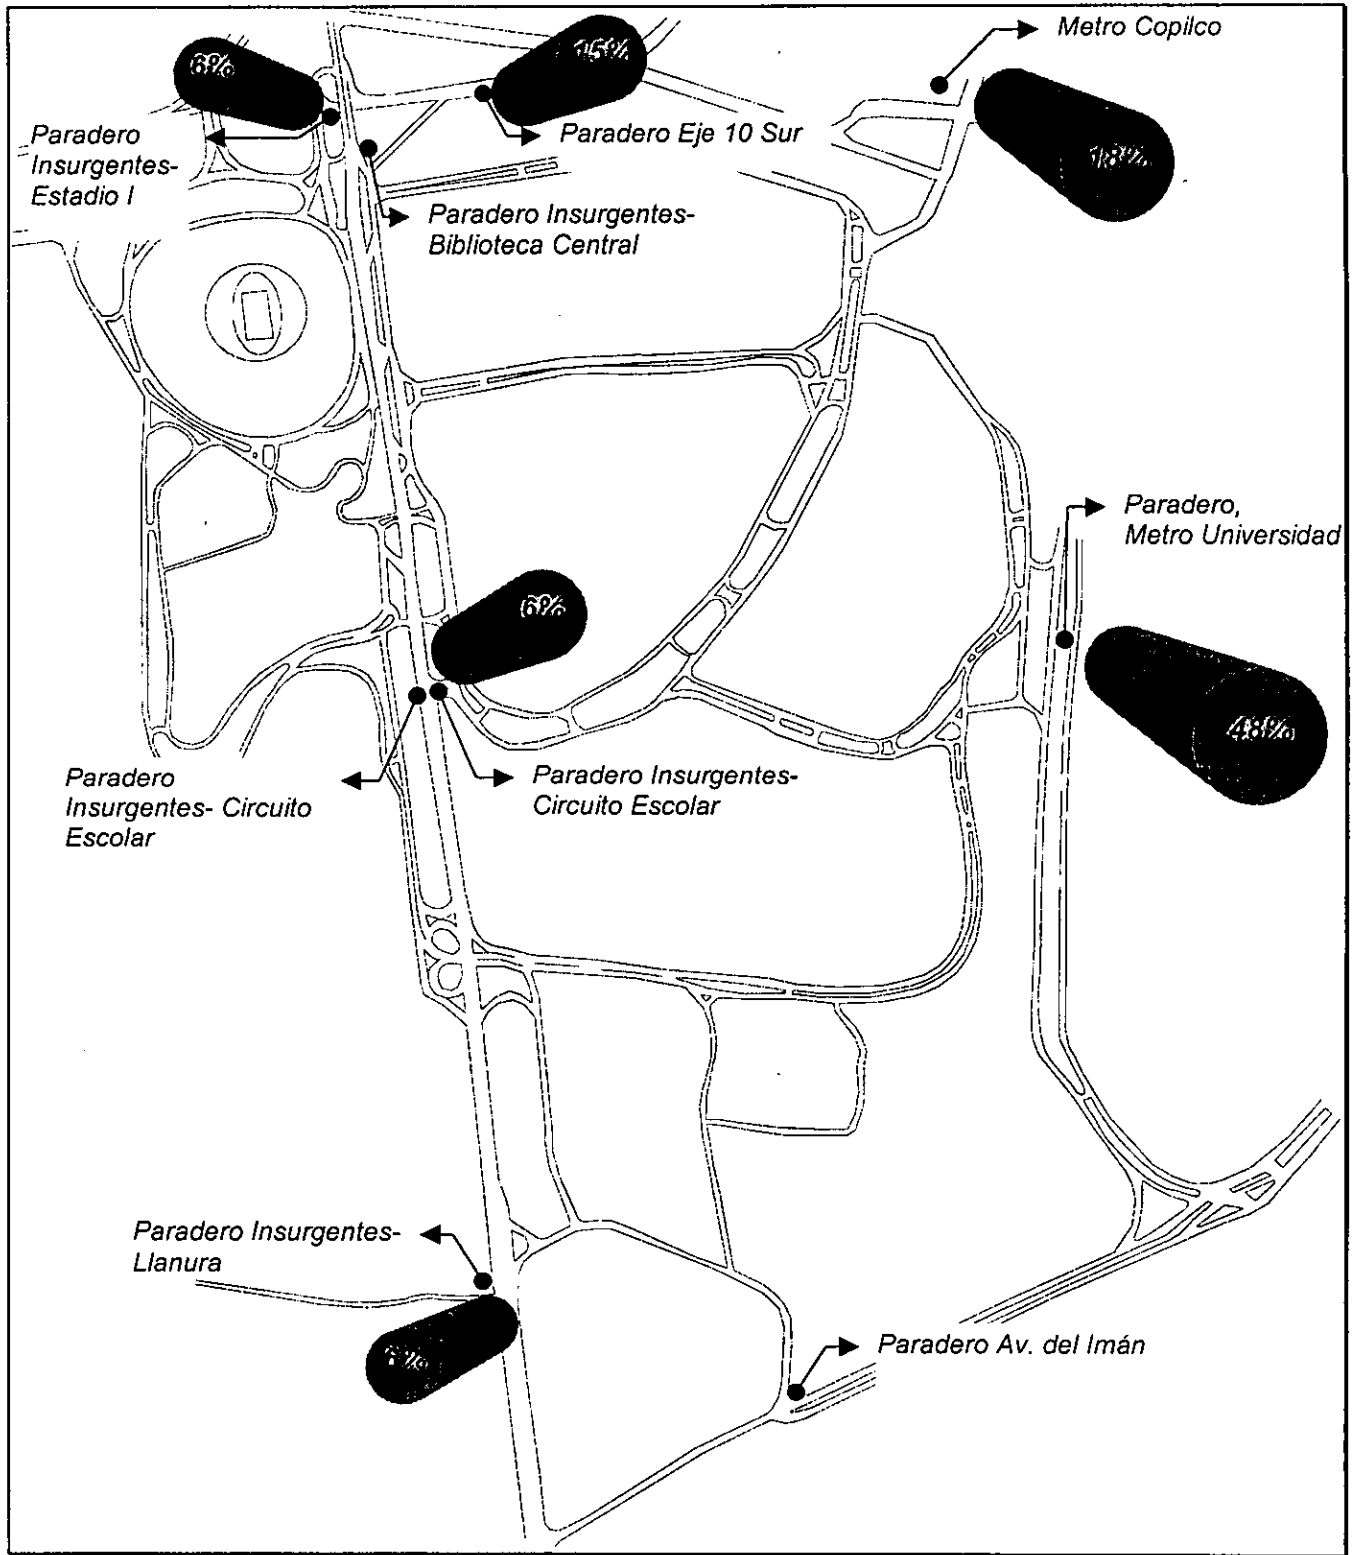 Metro Copilco
6%
15%
Paradero
Insurgentes-
Estadio I
Paradero Eje 10 Sur
18%
Paradero Insurgentes-
Biblioteca Central
Paradero,
Metro Universidad
6%
48%
Paradero
Insurgentes- Circuito
Escolar
Paradero Insurgentes-
Circuito Escolar
Paradero Insurgentes-
Llanura
Paradero Av. del Imán
6%